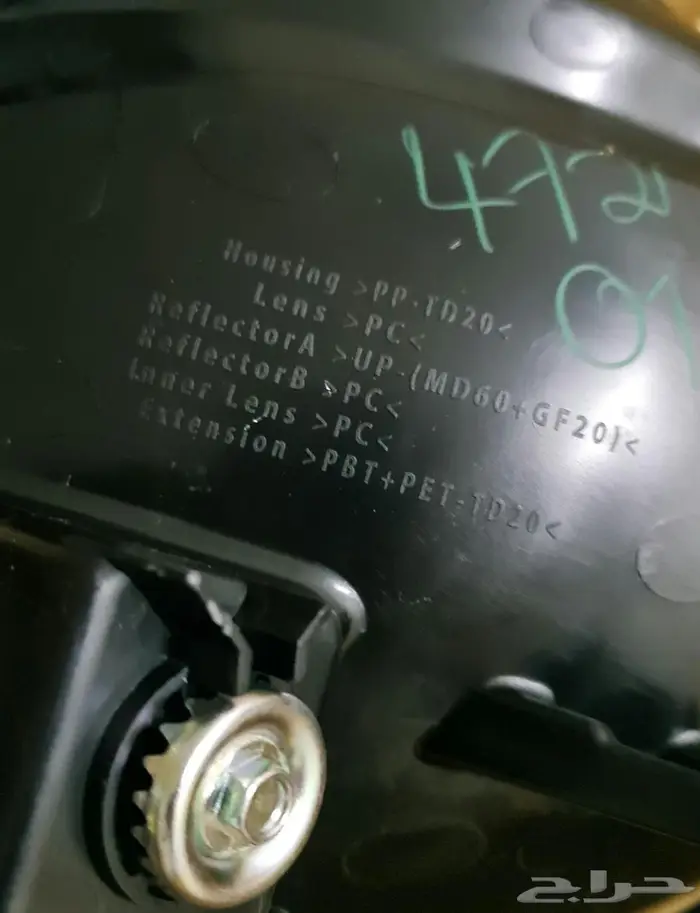 472
01
Housing >PP-TD20<
Lens >PC<
ReflectorA >UP-(MD60+GF20)<
ReflectorB >PC<
Inner Lens >PC<
Extension >PBT+PET-TD20<
حراج